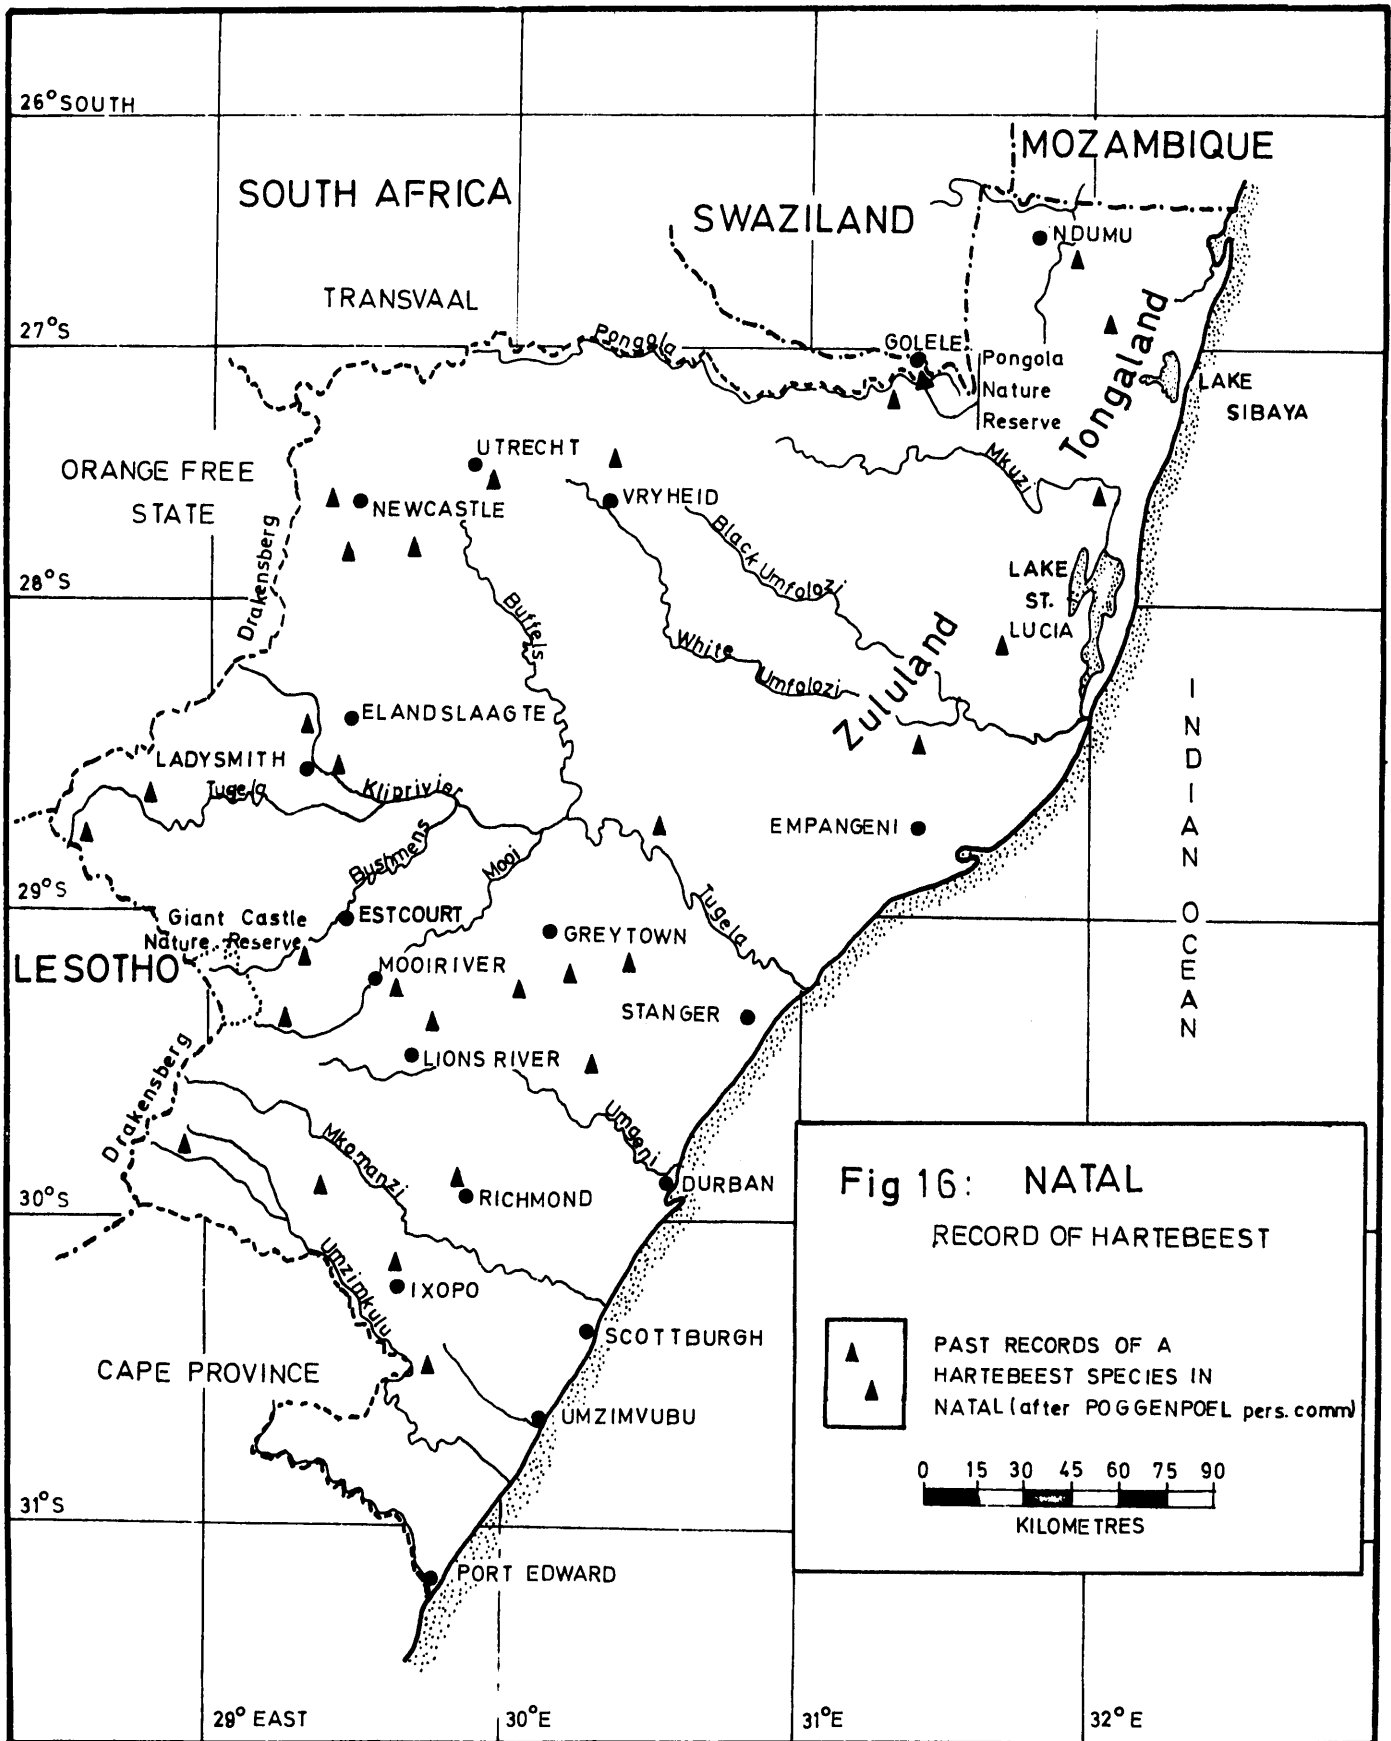 26° SOUTH
MOZAMBIQUE
SOUTH AFRICA
SWAZILAND
NDUMU
TRANSVAAL
27°S
Pongola
GOLELE
Pongola
Nature
Reserve
Tongaland
LAKE
SIBAYA
ORANGE FREE
STATE
UTRECHT
NEWCASTLE
VRYHEID
Mkuzi
Drakensberg
Black Umfolozi
28°S
Buffels
White Umfolozi
LAKE
ST.
LUCIA
Zululand
ELANDSLAAGTE
LADYSMITH
Tugela
Kliprivier
EMPANGENI
INDIAN OCEAN
Bushmens
Mooi
29°S
Giant Castle
Nature Reserve
ESTCOURT
Tugela
GREYTOWN
LESOTHO
MOOIRIVER
STANGER
LIONS RIVER
Drakensberg
Umgeni
Mkomanzi
DURBAN
30°S
RICHMOND
Umzimkulu
IXOPO
SCOTTBURGH
CAPE PROVINCE
UMZIMVUBU
31°S
PORT EDWARD
Fig 16: NATAL
RECORD OF HARTEBEEST
PAST RECORDS OF A
HARTEBEEST SPECIES IN
NATAL (after POGGENPOEL pers. comm)
0 15 30 45 60 75 90
KILOMETRES
29° EAST
30°E
31°E
32°E